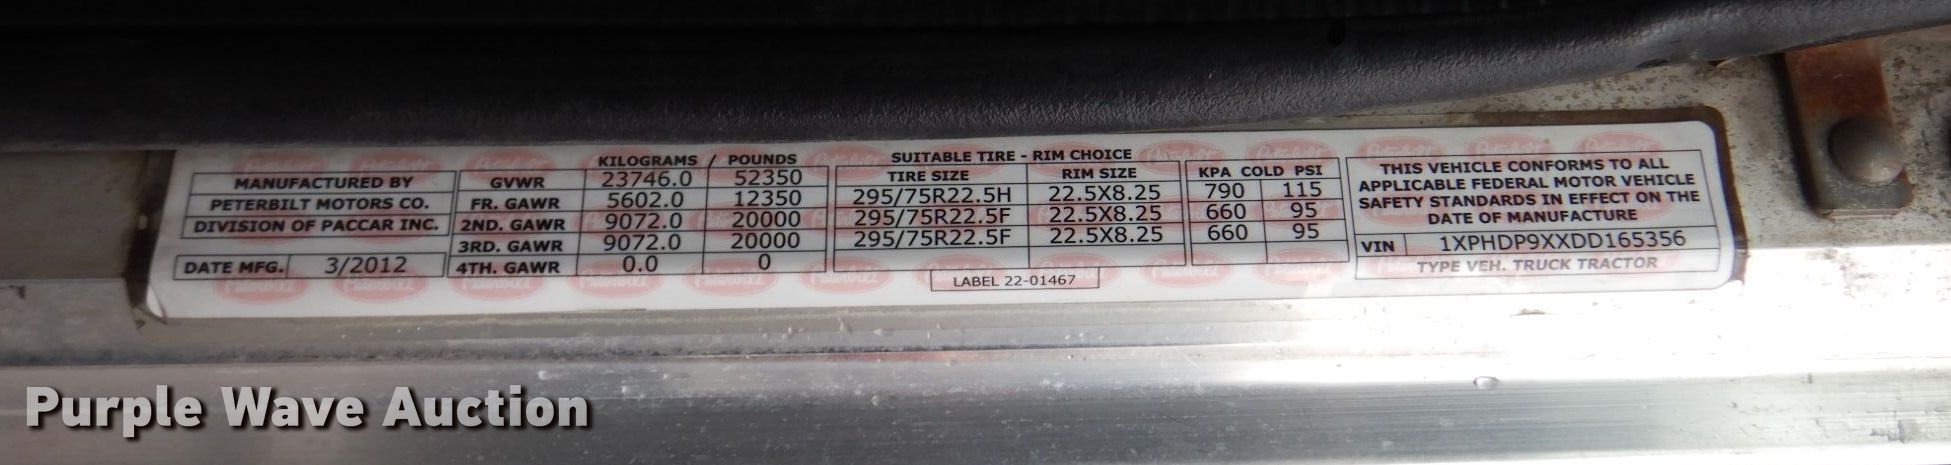 KILOGRAMS / POUNDS SUITABLE TIRE - RIM CHOICE
MANUFACTURED BY
PETERBILT MOTORS CO.
DIVISION OF PACCAR INC.
DATE MFG. 3/2012
GVWR 23746.0 52350
FR. GAWR 5602.0 12350
2ND. GAWR 9072.0 20000
3RD. GAWR 9072.0 20000
4TH. GAWR 0.0 0
TIRE SIZE RIM SIZE KPA COLD PSI
295/75R22.5H 22.5X8.25 790 115
295/75R22.5F 22.5X8.25 660 95
295/75R22.5F 22.5X8.25 660 95
LABEL 22-01467
THIS VEHICLE CONFORMS TO ALL
APPLICABLE FEDERAL MOTOR VEHICLE
SAFETY STANDARDS IN EFFECT ON THE
DATE OF MANUFACTURE
VIN 1XPHDP9XXDD165356
TYPE VEH. TRUCK TRACTOR
Purple Wave Auction